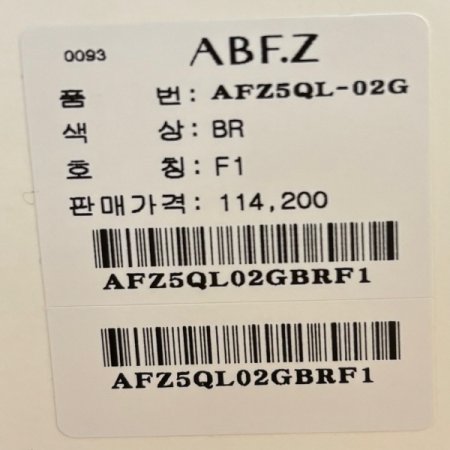 0093 ABF.Z
품 번: AFZ5QL-02G
색 상: BR
호 칭: F1
판매가격: 114,200
AFZ5QL02GBRF1
AFZ5QL02GBRF1